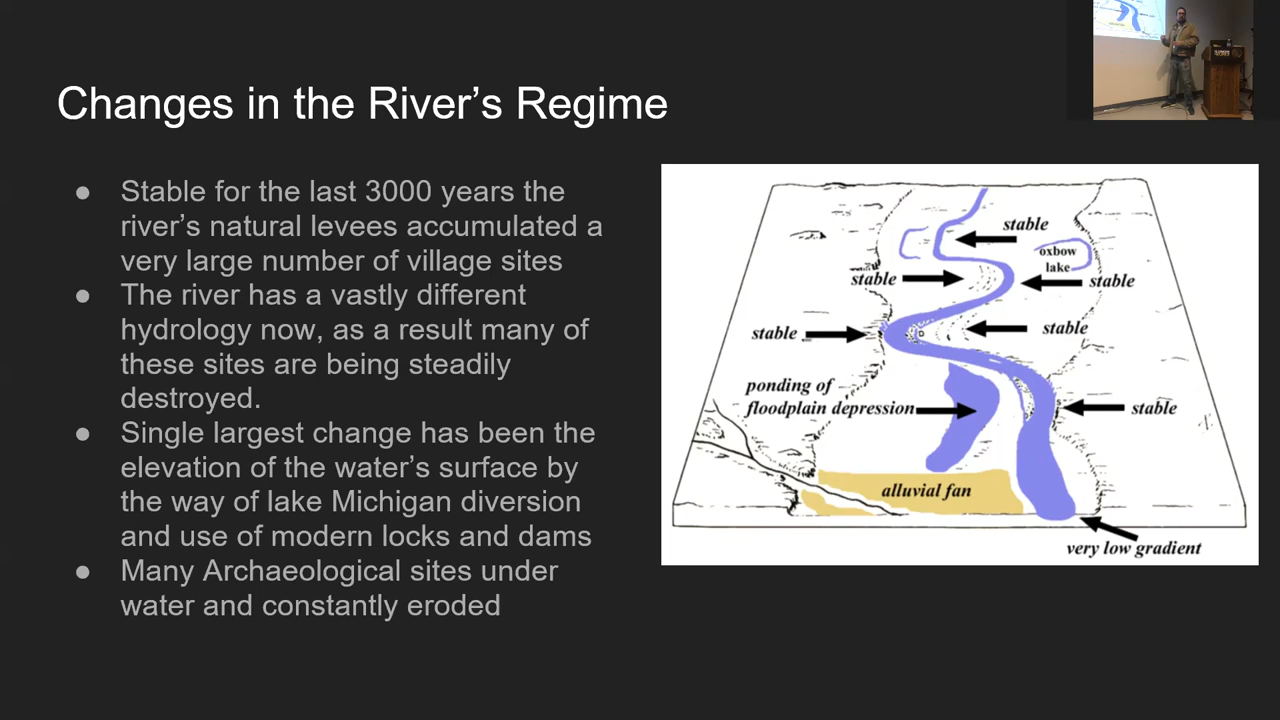 Changes in the River's Regime
● Stable for the last 3000 years the
river's natural levees accumulated a
very large number of village sites
● The river has a vastly different
hydrology now, as a result many of
these sites are being steadily
destroyed.
● Single largest change has been the
elevation of the water's surface by
the way of lake Michigan diversion
and use of modern locks and dams
● Many Archaeological sites under
water and constantly eroded
stable
oxbow
lake
stable
stable
stable
stable
ponding of
floodplain depression
stable
alluvial fan
very low gradient